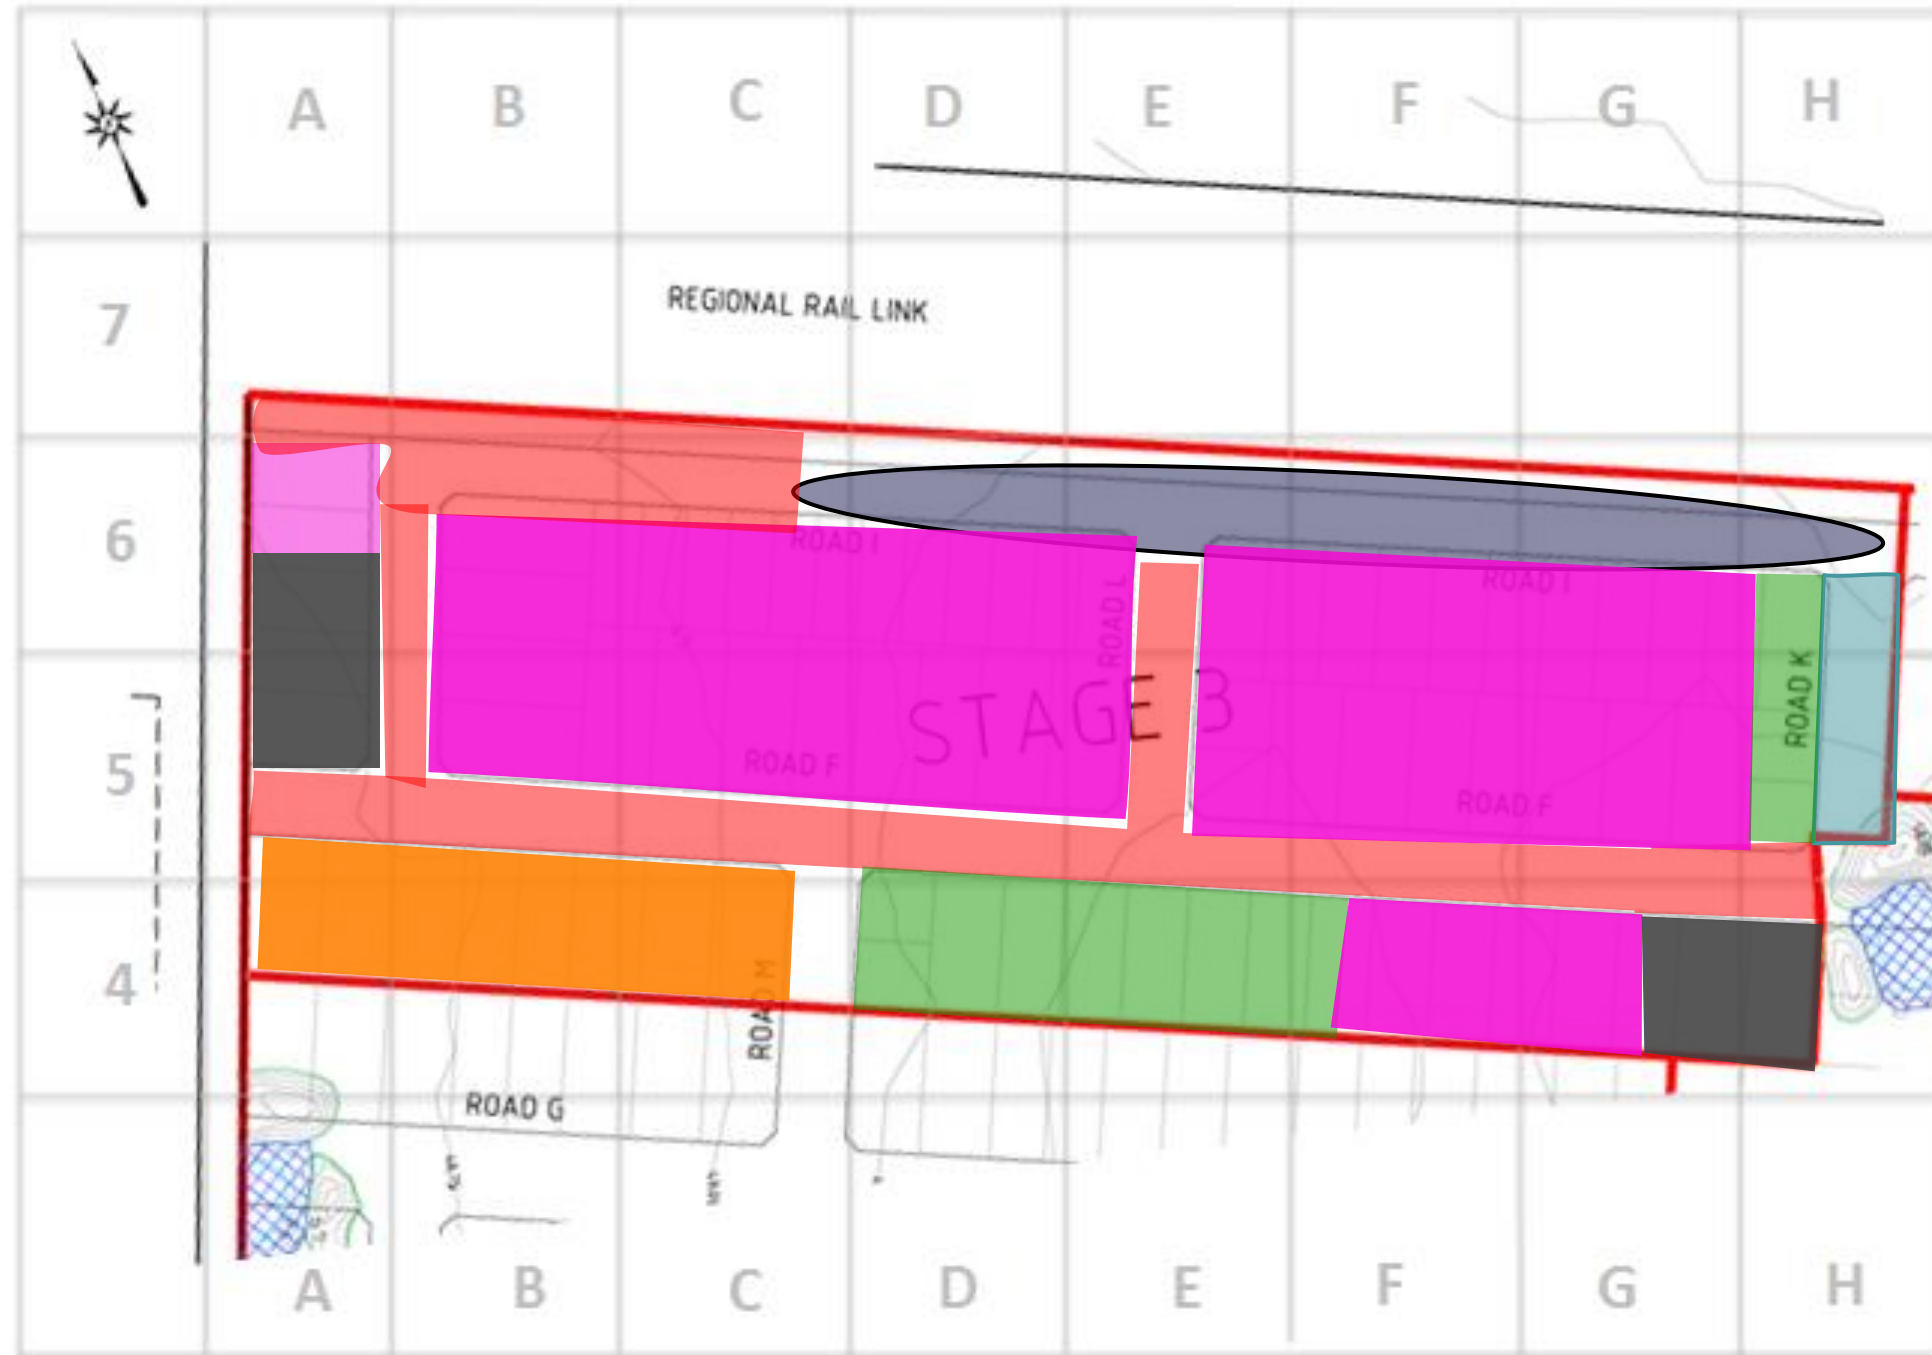 A B C D E F G H
7
REGIONAL RAIL LINK
6
ROAD I
ROAD I
ROAD L
ROAD K
STAGE 3
5
ROAD F
ROAD F
4
ROAD M
ROAD G
A B C D E F G H